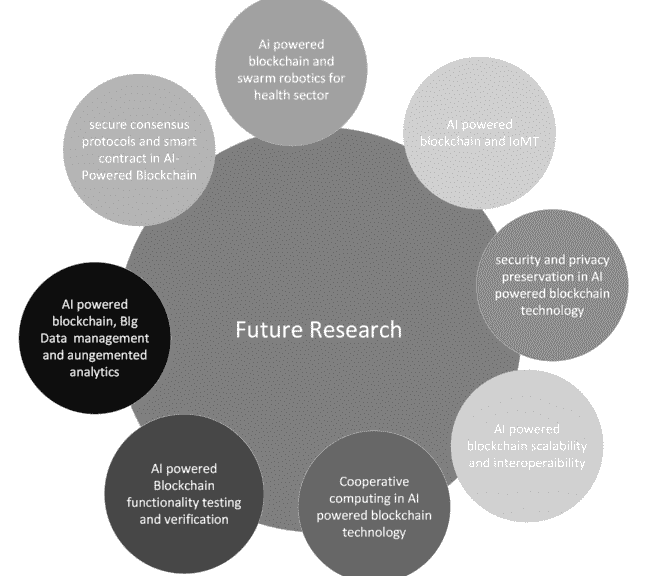 Ai powered
blockchain and
swarm robotics for
health sector
AI powered
blockchain and IoMT
security and privacy
preservation in AI
powered blockchain
technology
AI powered
blockchain scalability
and interoperaibility
Cooperative
computing in AI
powered blockchain
technology
AI powered
Blockchain
functionality testing
and verification
AI powered
blockchain, BIg
Data management
and aungemented
analytics
secure consensus
protocols and smart
contract in AI-
Powered Blockchain
Future Research